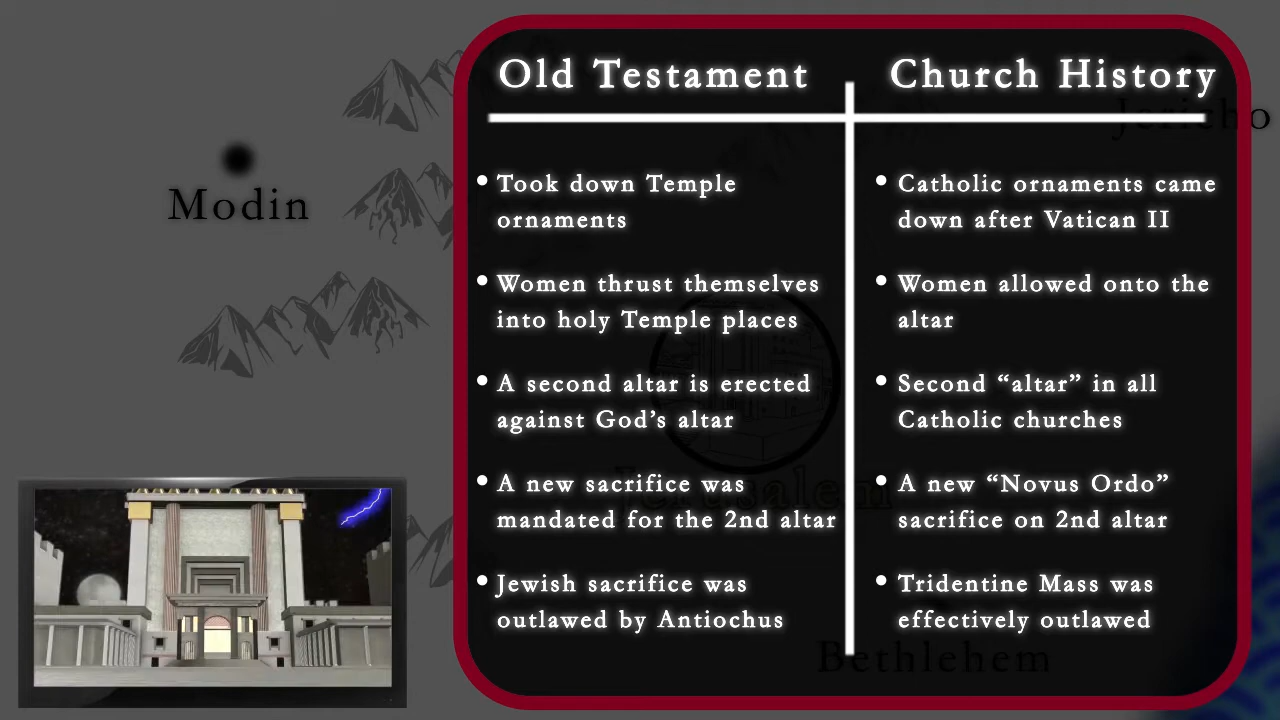 Old Testament
Church History
Jericho
Modin
• Took down Temple
ornaments
• Women thrust themselves
into holy Temple places
• A second altar is erected
against God's altar
• A new sacrifice was
mandated for the 2nd altar
• Jewish sacrifice was
outlawed by Antiochus
• Catholic ornaments came
down after Vatican II
• Women allowed onto the
altar
• Second “altar” in all
Catholic churches
• A new “Novus Ordo”
sacrifice on 2nd altar
• Tridentine Mass was
effectively outlawed
Jerusalem
Bethlehem